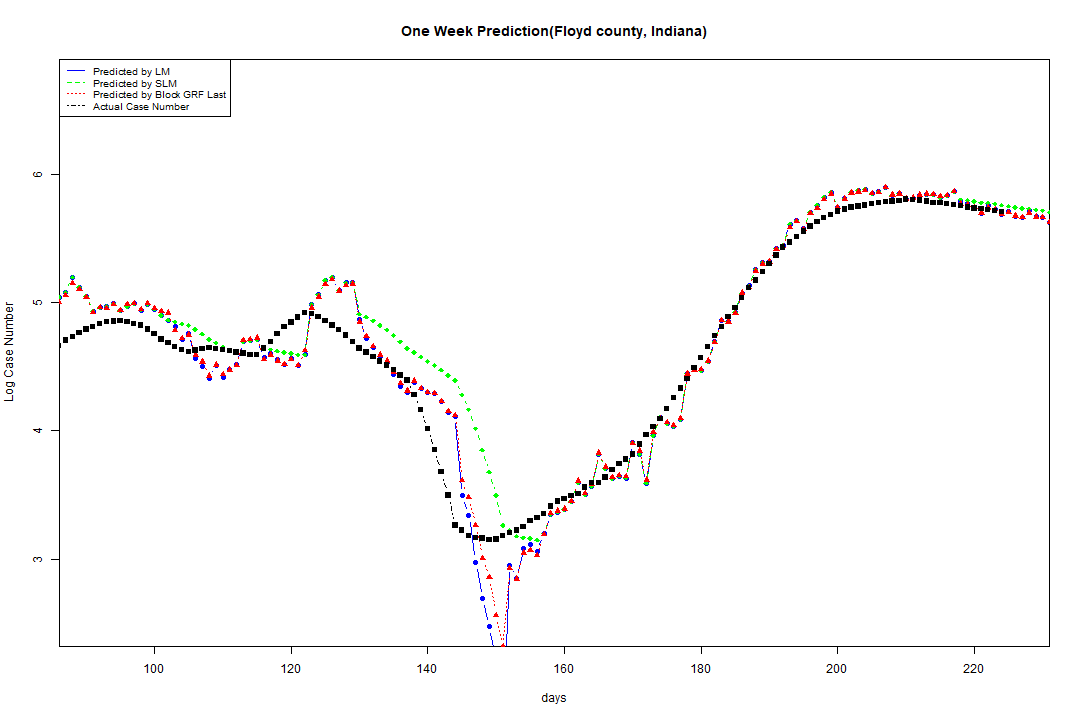 One Week Prediction(Floyd county, Indiana)
Predicted by LM
Predicted by SLM
Predicted by Block GRF Last
Actual Case Number
Log Case Number
6
5
4
3
100 120 140 160 180 200 220
days